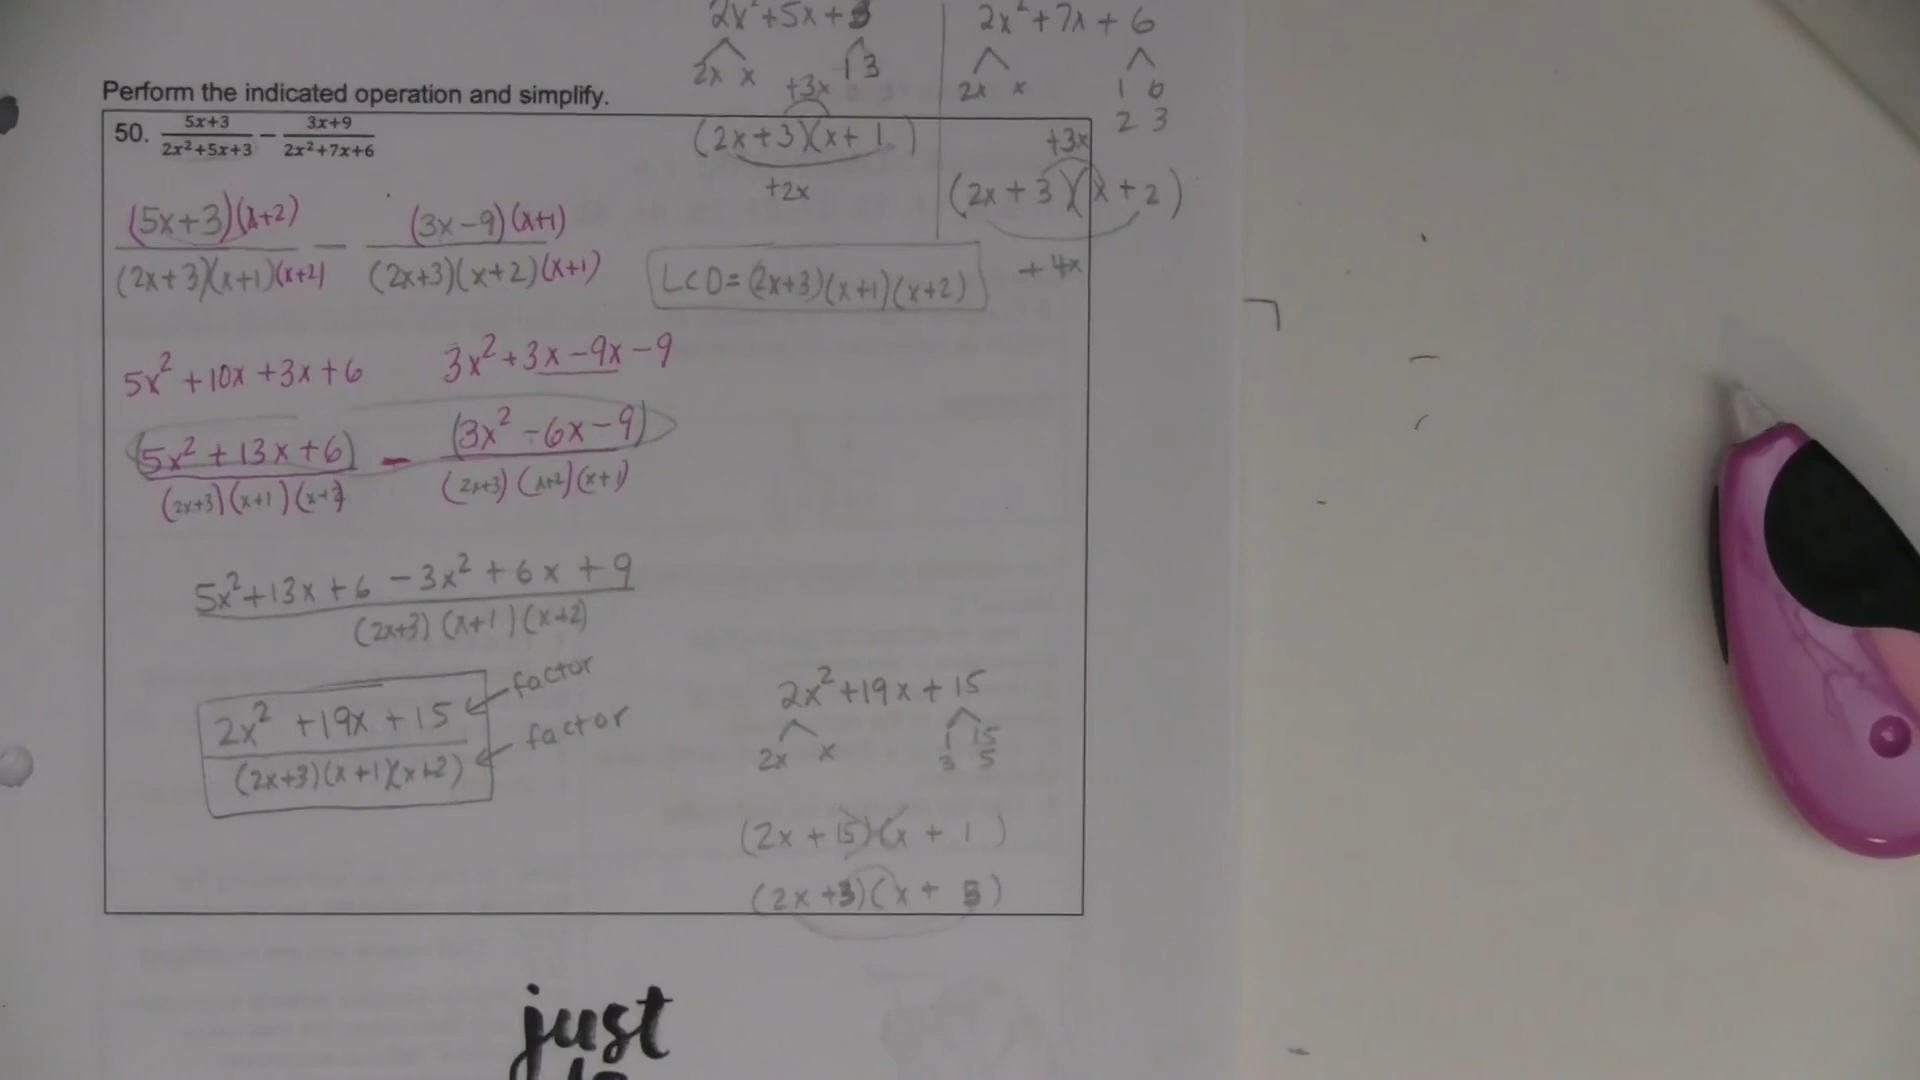 2x²+5x+3
2x x
1 3
+3x
(2x+3)(x+1)
+2x
2x²+7x+6
2x x
1 6
2 3
+3x
(2x+3)(x+2)
+4x
Perform the indicated operation and simplify.
50. (5x+3)/(2x²+5x+3) − (3x+9)/(2x²+7x+6)
(5x+3)(x+2) (3x−9)(x+1)
−
(2x+3)(x+1)(x+2) (2x+3)(x+2)(x+1)
LCD=(2x+3)(x+1)(x+2)
5x²+10x+3x+6 3x²+3x−9x−9
(5x²+13x+6) − (3x²−6x−9)
(2x+3)(x+1)(x+2) (2x+3)(x+2)(x+1)
5x²+13x+6−3x²+6x+9
(2x+3)(x+1)(x+2)
2x²+19x+15 factor
(2x+3)(x+1)(x+2) factor
2x²+19x+15
2x x
1 15
3 5
(2x+15)(x+1)
(2x+3)(x+5)
just